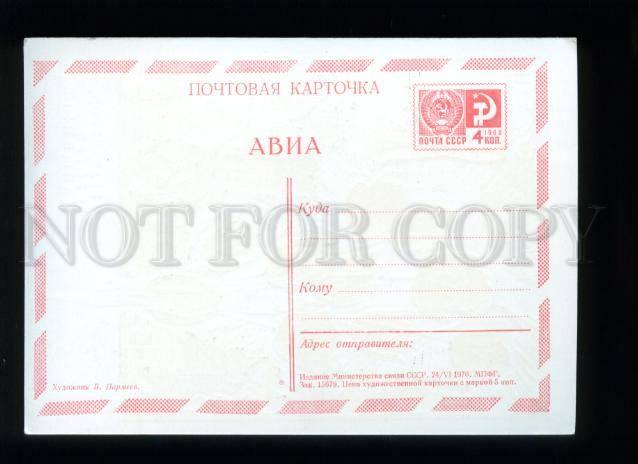 ПОЧТОВАЯ КАРТОЧКА
1966
ПОЧТА СССР 4 КОП.
АВИА
Куда
NOT FOR COPY
Кому
Адрес отправителя:
Издание Министерства связи СССР. 24/VI 1970. МПФГ.
Зак. 15679. Цена художественной карточки с маркой 5 коп.
Художник Б. Пармеев.